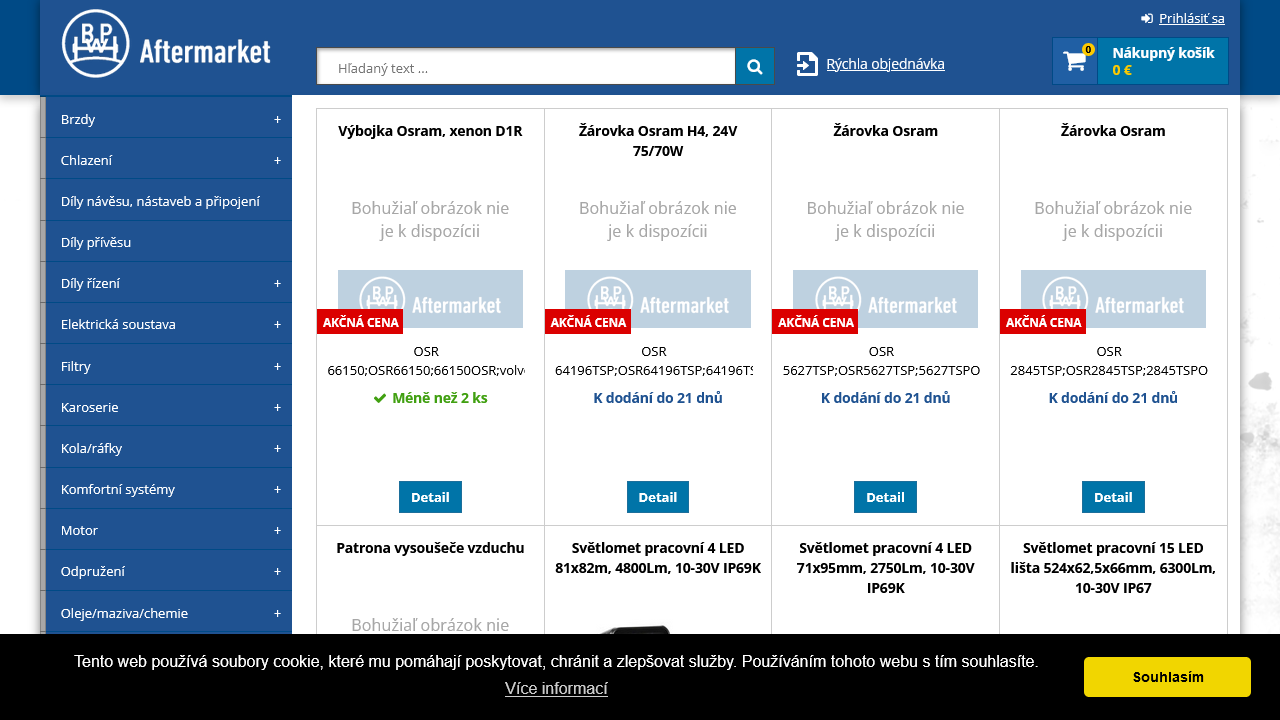 BPW Aftermarket
Hľadaný text ...
Rýchla objednávka
Prihlásiť sa
0
Nákupný košík
0 €
Brzdy +
Chlazení +
Díly návěsu, nástaveb a připojení
Díly přívěsu
Díly řízení +
Elektrická soustava +
Filtry +
Karoserie +
Kola/ráfky +
Komfortní systémy +
Motor +
Odpružení +
Oleje/maziva/chemie +
Výbojka Osram, xenon D1R
Bohužiaľ obrázok nie
je k dispozícii
BPW Aftermarket
AKČNÁ CENA
OSR
66150;OSR66150;66150OSR;volvo
Méně než 2 ks
Detail
Žárovka Osram H4, 24V
75/70W
Bohužiaľ obrázok nie
je k dispozícii
BPW Aftermarket
AKČNÁ CENA
OSR
64196TSP;OSR64196TSP;64196TS
K dodání do 21 dnů
Detail
Žárovka Osram
Bohužiaľ obrázok nie
je k dispozícii
BPW Aftermarket
AKČNÁ CENA
OSR
5627TSP;OSR5627TSP;5627TSPO
K dodání do 21 dnů
Detail
Žárovka Osram
Bohužiaľ obrázok nie
je k dispozícii
BPW Aftermarket
AKČNÁ CENA
OSR
2845TSP;OSR2845TSP;2845TSPO
K dodání do 21 dnů
Detail
Patrona vysoušeče vzduchu
Bohužiaľ obrázok nie
Světlomet pracovní 4 LED
81x82m, 4800Lm, 10-30V IP69K
Světlomet pracovní 4 LED
71x95mm, 2750Lm, 10-30V
IP69K
Světlomet pracovní 15 LED
lišta 524x62,5x66mm, 6300Lm,
10-30V IP67
Tento web používá soubory cookie, které mu pomáhají poskytovat, chránit a zlepšovat služby. Používáním tohoto webu s tím souhlasíte.
Více informací
Souhlasím